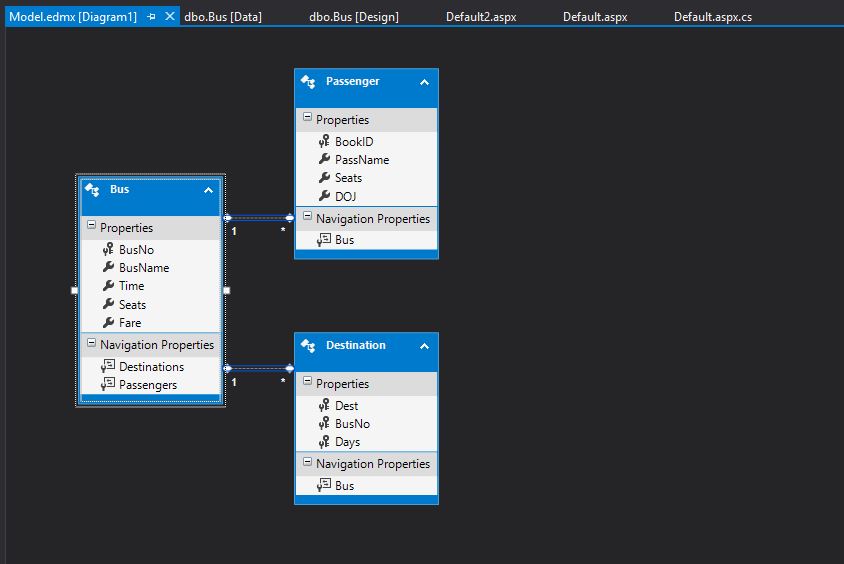 Model.edmx [Diagram1] dbo.Bus [Data] dbo.Bus [Design] Default2.aspx Default.aspx Default.aspx.cs
Passenger
Properties
BookID
PassName
Seats
DOJ
Navigation Properties
Bus
Bus
Properties
BusNo
BusName
Time
Seats
Fare
Navigation Properties
Destinations
Passengers
1 *
1 *
Destination
Properties
Dest
BusNo
Days
Navigation Properties
Bus